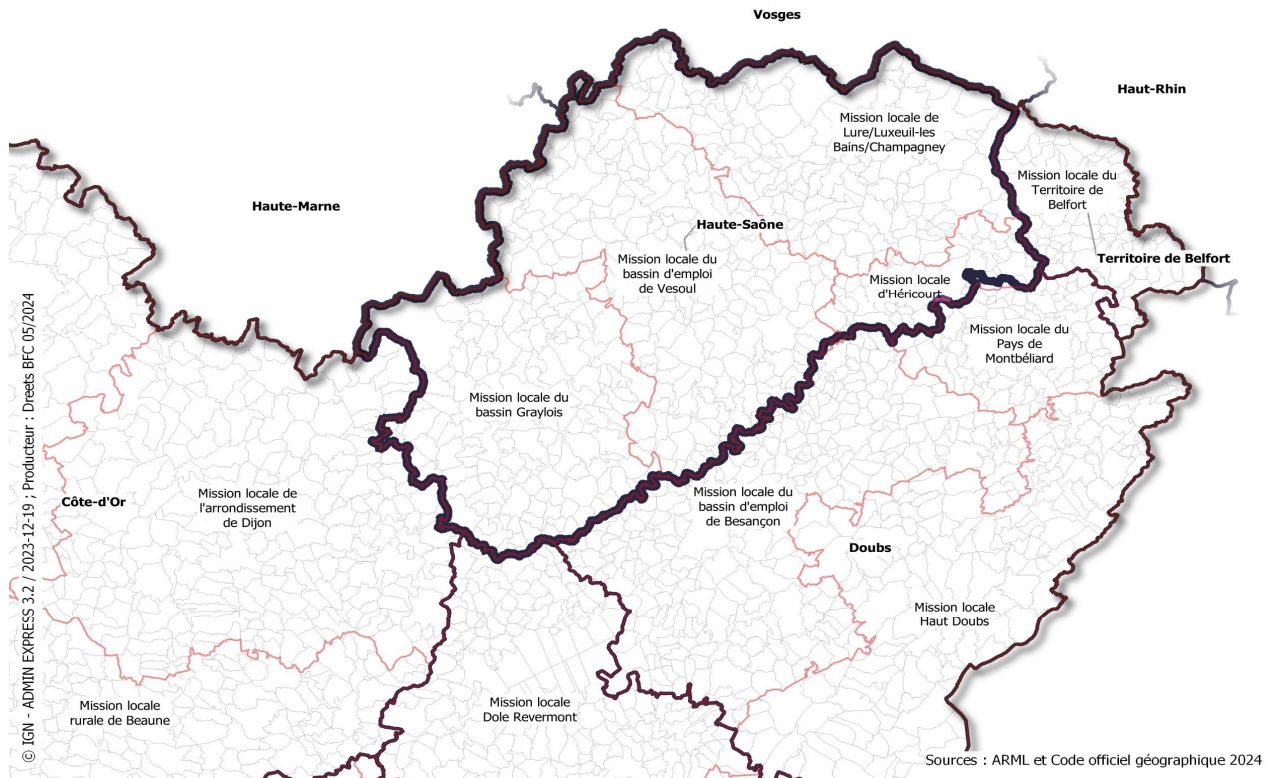 Vosges
Haut-Rhin
Mission locale de
Lure/Luxeuil-les
Bains/Champagney
Mission locale du
Territoire de
Belfort
Haute-Marne
Haute-Saône
Mission locale du
bassin d'emploi
de Vesoul
Territoire de Belfort
Mission locale
d'Héricourt
Mission locale du
Pays de
Montbéliard
Mission locale du
bassin Graylois
Côte-d'Or
Mission locale de
l'arrondissement
de Dijon
Mission locale du
bassin d'emploi
de Besançon
Doubs
Mission locale
Haut Doubs
Mission locale
rurale de Beaune
Mission locale
Dole Revermont
© IGN - ADMIN EXPRESS 3.2 / 2023-12-19 ; Producteur : Dreets BFC 05/2024
Sources : ARML et Code officiel géographique 2024